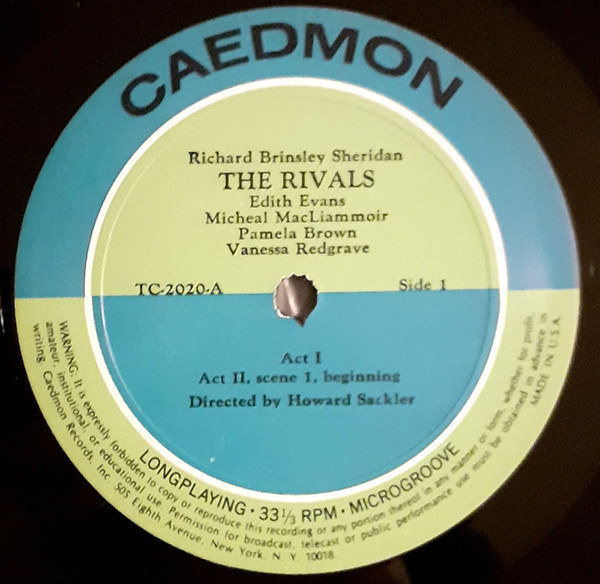 CAEDMON
Richard Brinsley Sheridan
THE RIVALS
Edith Evans
Micheal MacLiammoir
Pamela Brown
Vanessa Redgrave
TC-2020-A
Side 1
Act I
Act II, scene 1, beginning
Directed by Howard Sackler
LONGPLAYING · 33 1/3 RPM · MICROGROOVE
WARNING. It is expressly forbidden to copy or reproduce this recording or any portion thereof in any manner or form, whether for profit,
amateur, institutional, or educational use. Permission for broadcast, telecast or public performance use must be obtained in advance in
writing. Caedmon Records, Inc. 505 Eighth Avenue, New York, N. Y. 10018.
MADE IN U.S.A.